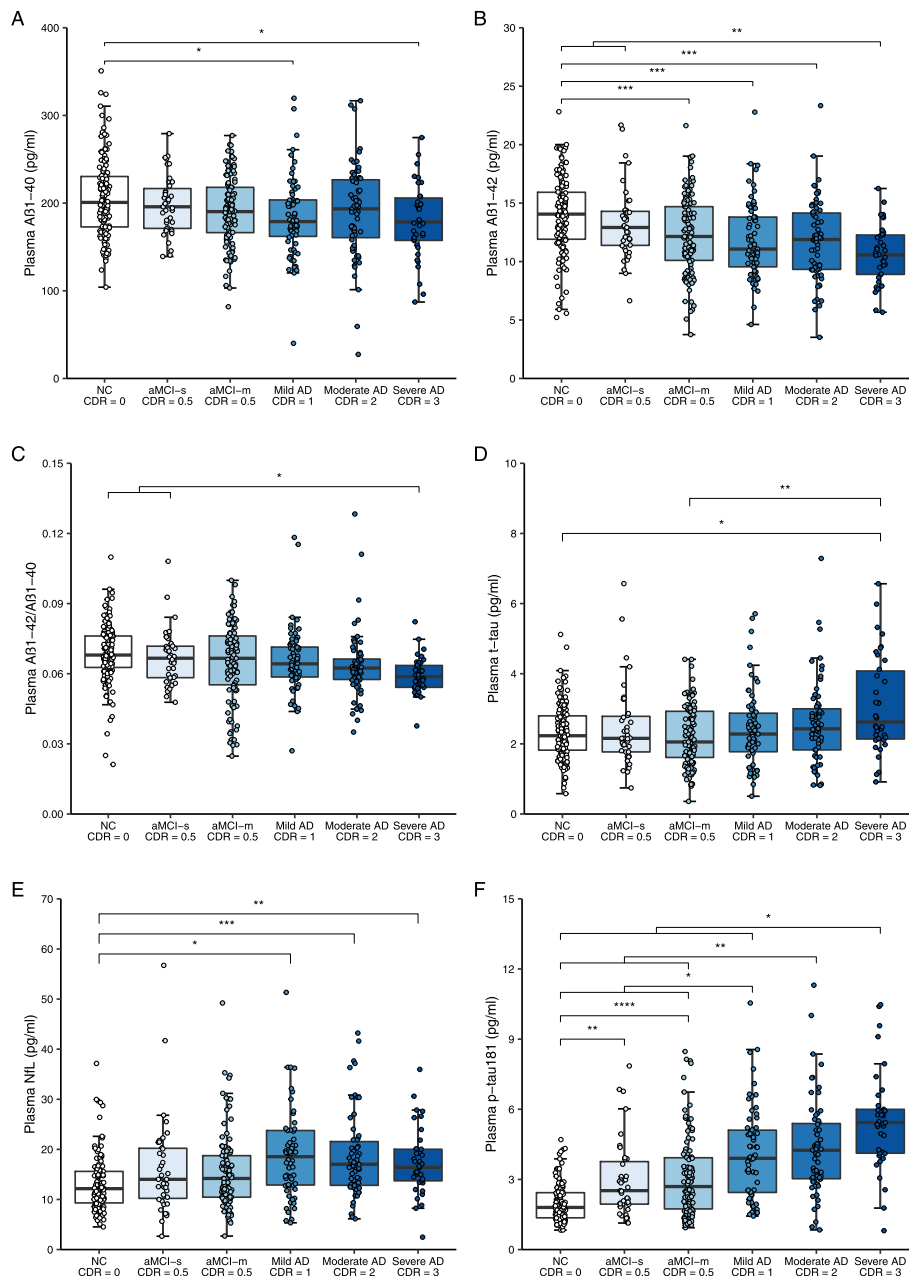 A
Plasma Aß1−40 (pg/ml)
400
300
200
100
0
*
*
NC
CDR = 0
aMCI−s
CDR = 0.5
aMCI−m
CDR = 0.5
Mild AD
CDR = 1
Moderate AD
CDR = 2
Severe AD
CDR = 3
B
Plasma Aß1−42 (pg/ml)
30
25
20
15
10
5
0
**
***
***
***
NC
CDR = 0
aMCI−s
CDR = 0.5
aMCI−m
CDR = 0.5
Mild AD
CDR = 1
Moderate AD
CDR = 2
Severe AD
CDR = 3
C
Plasma Aß1−42/Aß1−40
0.15
0.12
0.09
0.06
0.03
0.00
*
NC
CDR = 0
aMCI−s
CDR = 0.5
aMCI−m
CDR = 0.5
Mild AD
CDR = 1
Moderate AD
CDR = 2
Severe AD
CDR = 3
D
Plasma t−tau (pg/ml)
10
8
6
4
2
0
**
*
NC
CDR = 0
aMCI−s
CDR = 0.5
aMCI−m
CDR = 0.5
Mild AD
CDR = 1
Moderate AD
CDR = 2
Severe AD
CDR = 3
E
Plasma NfL (pg/ml)
70
60
50
40
30
20
10
0
**
***
*
NC
CDR = 0
aMCI−s
CDR = 0.5
aMCI−m
CDR = 0.5
Mild AD
CDR = 1
Moderate AD
CDR = 2
Severe AD
CDR = 3
F
Plasma p−tau181 (pg/ml)
15
12
9
6
3
0
*
**
*
****
**
NC
CDR = 0
aMCI−s
CDR = 0.5
aMCI−m
CDR = 0.5
Mild AD
CDR = 1
Moderate AD
CDR = 2
Severe AD
CDR = 3